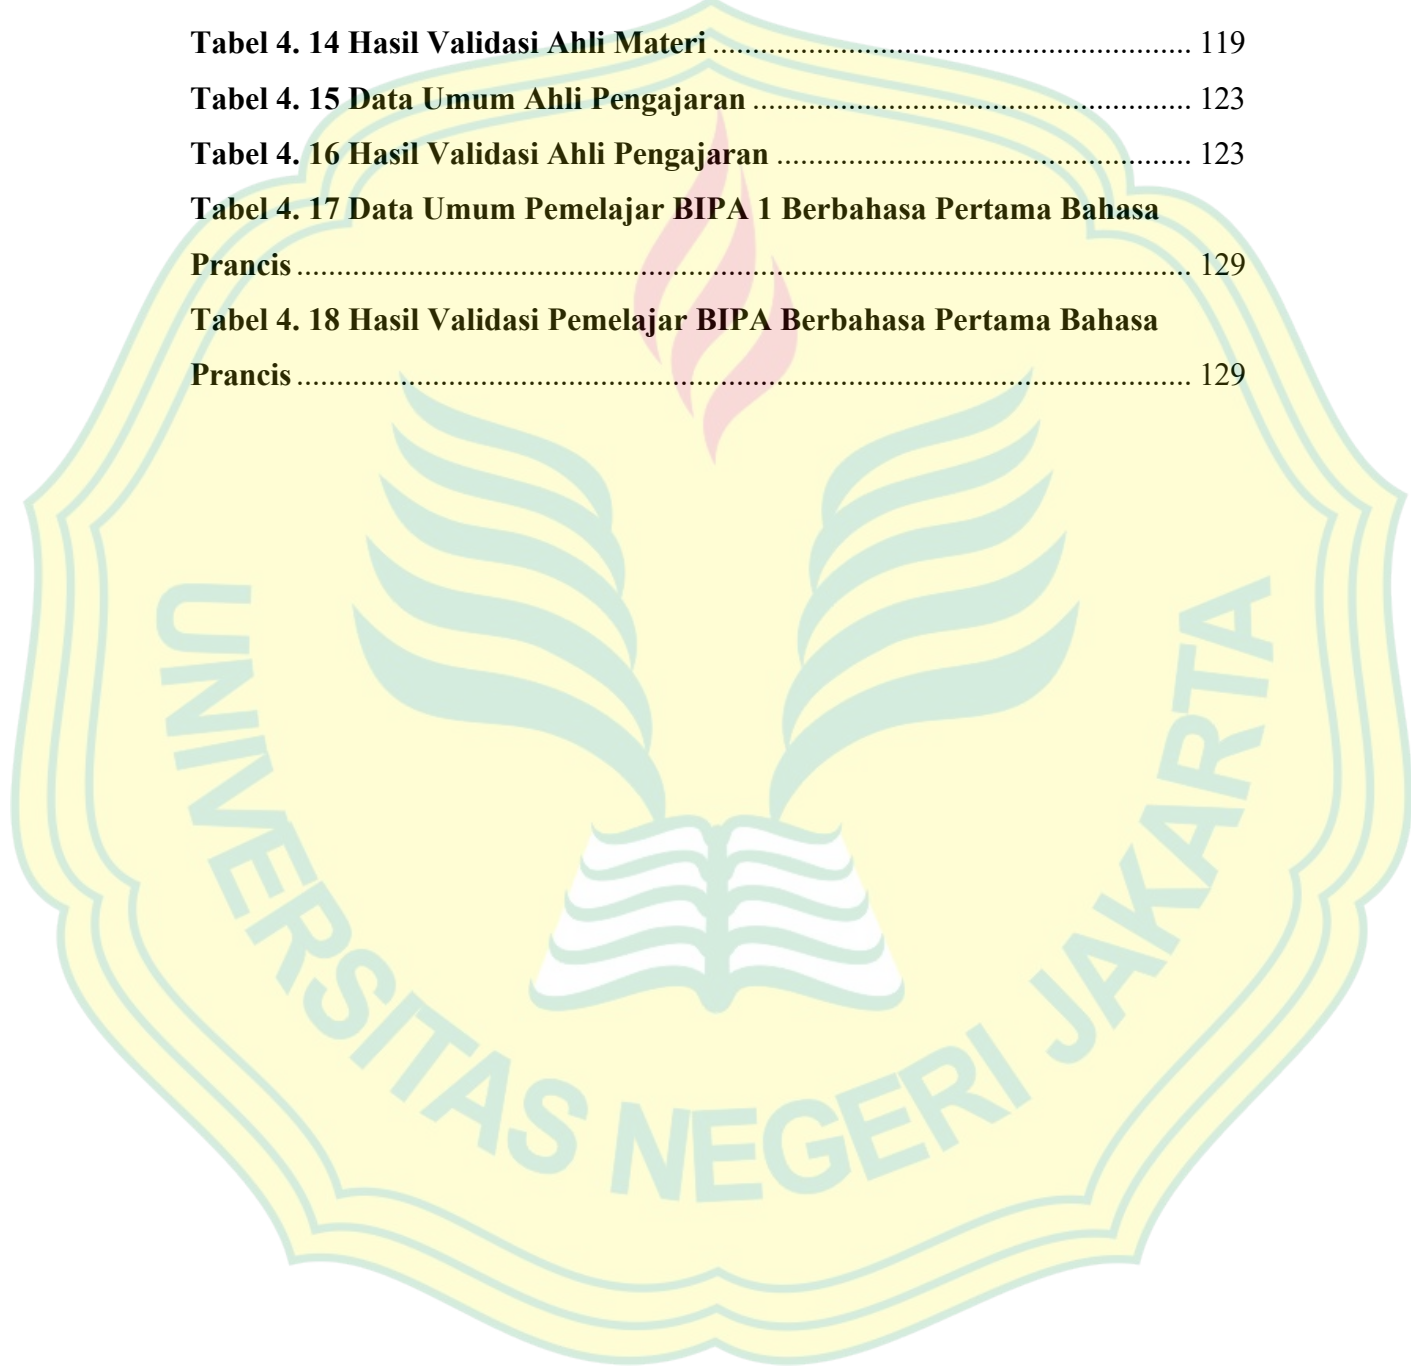 Tabel 4. 14 Hasil Validasi Ahli Materi ........................................................... 119
Tabel 4. 15 Data Umum Ahli Pengajaran ...................................................... 123
Tabel 4. 16 Hasil Validasi Ahli Pengajaran ................................................... 123
Tabel 4. 17 Data Umum Pemelajar BIPA 1 Berbahasa Pertama Bahasa
Prancis ............................................................................................................... 129
Tabel 4. 18 Hasil Validasi Pemelajar BIPA Berbahasa Pertama Bahasa
Prancis ............................................................................................................... 129
UNIVERSITAS NEGERI JAKARTA